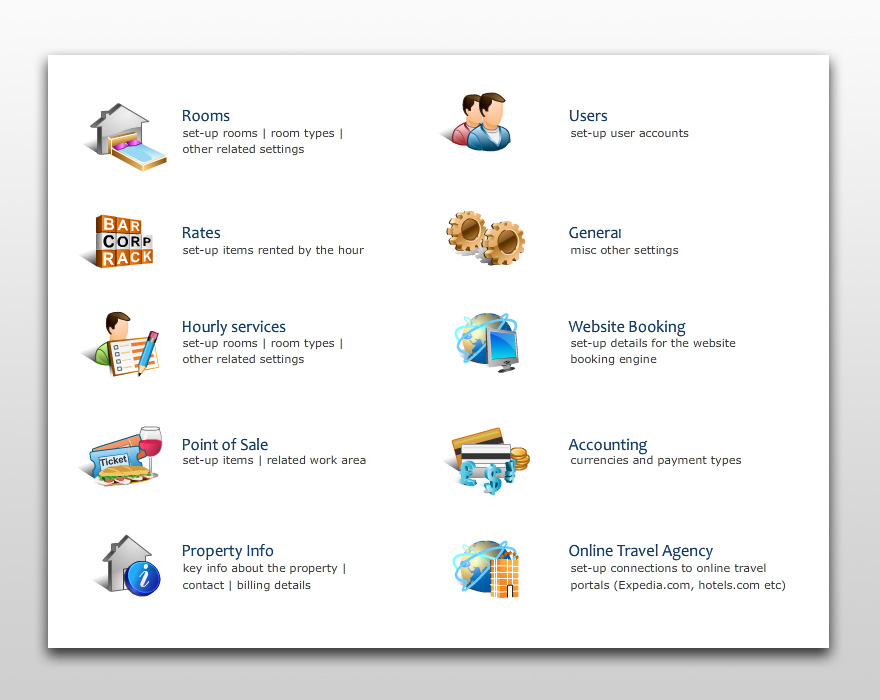 Rooms
set-up rooms | room types |
other related settings
Users
set-up user accounts
BAR
CORP
RACK
Rates
set-up items rented by the hour
General
misc other settings
Hourly services
set-up rooms | room types |
other related settings
Website Booking
set-up details for the website
booking engine
Ticket
Point of Sale
set-up items | related work area
£$¥
Accounting
currencies and payment types
i
Property Info
key info about the property |
contact | billing details
Online Travel Agency
set-up connections to online travel
portals (Expedia.com, hotels.com etc)